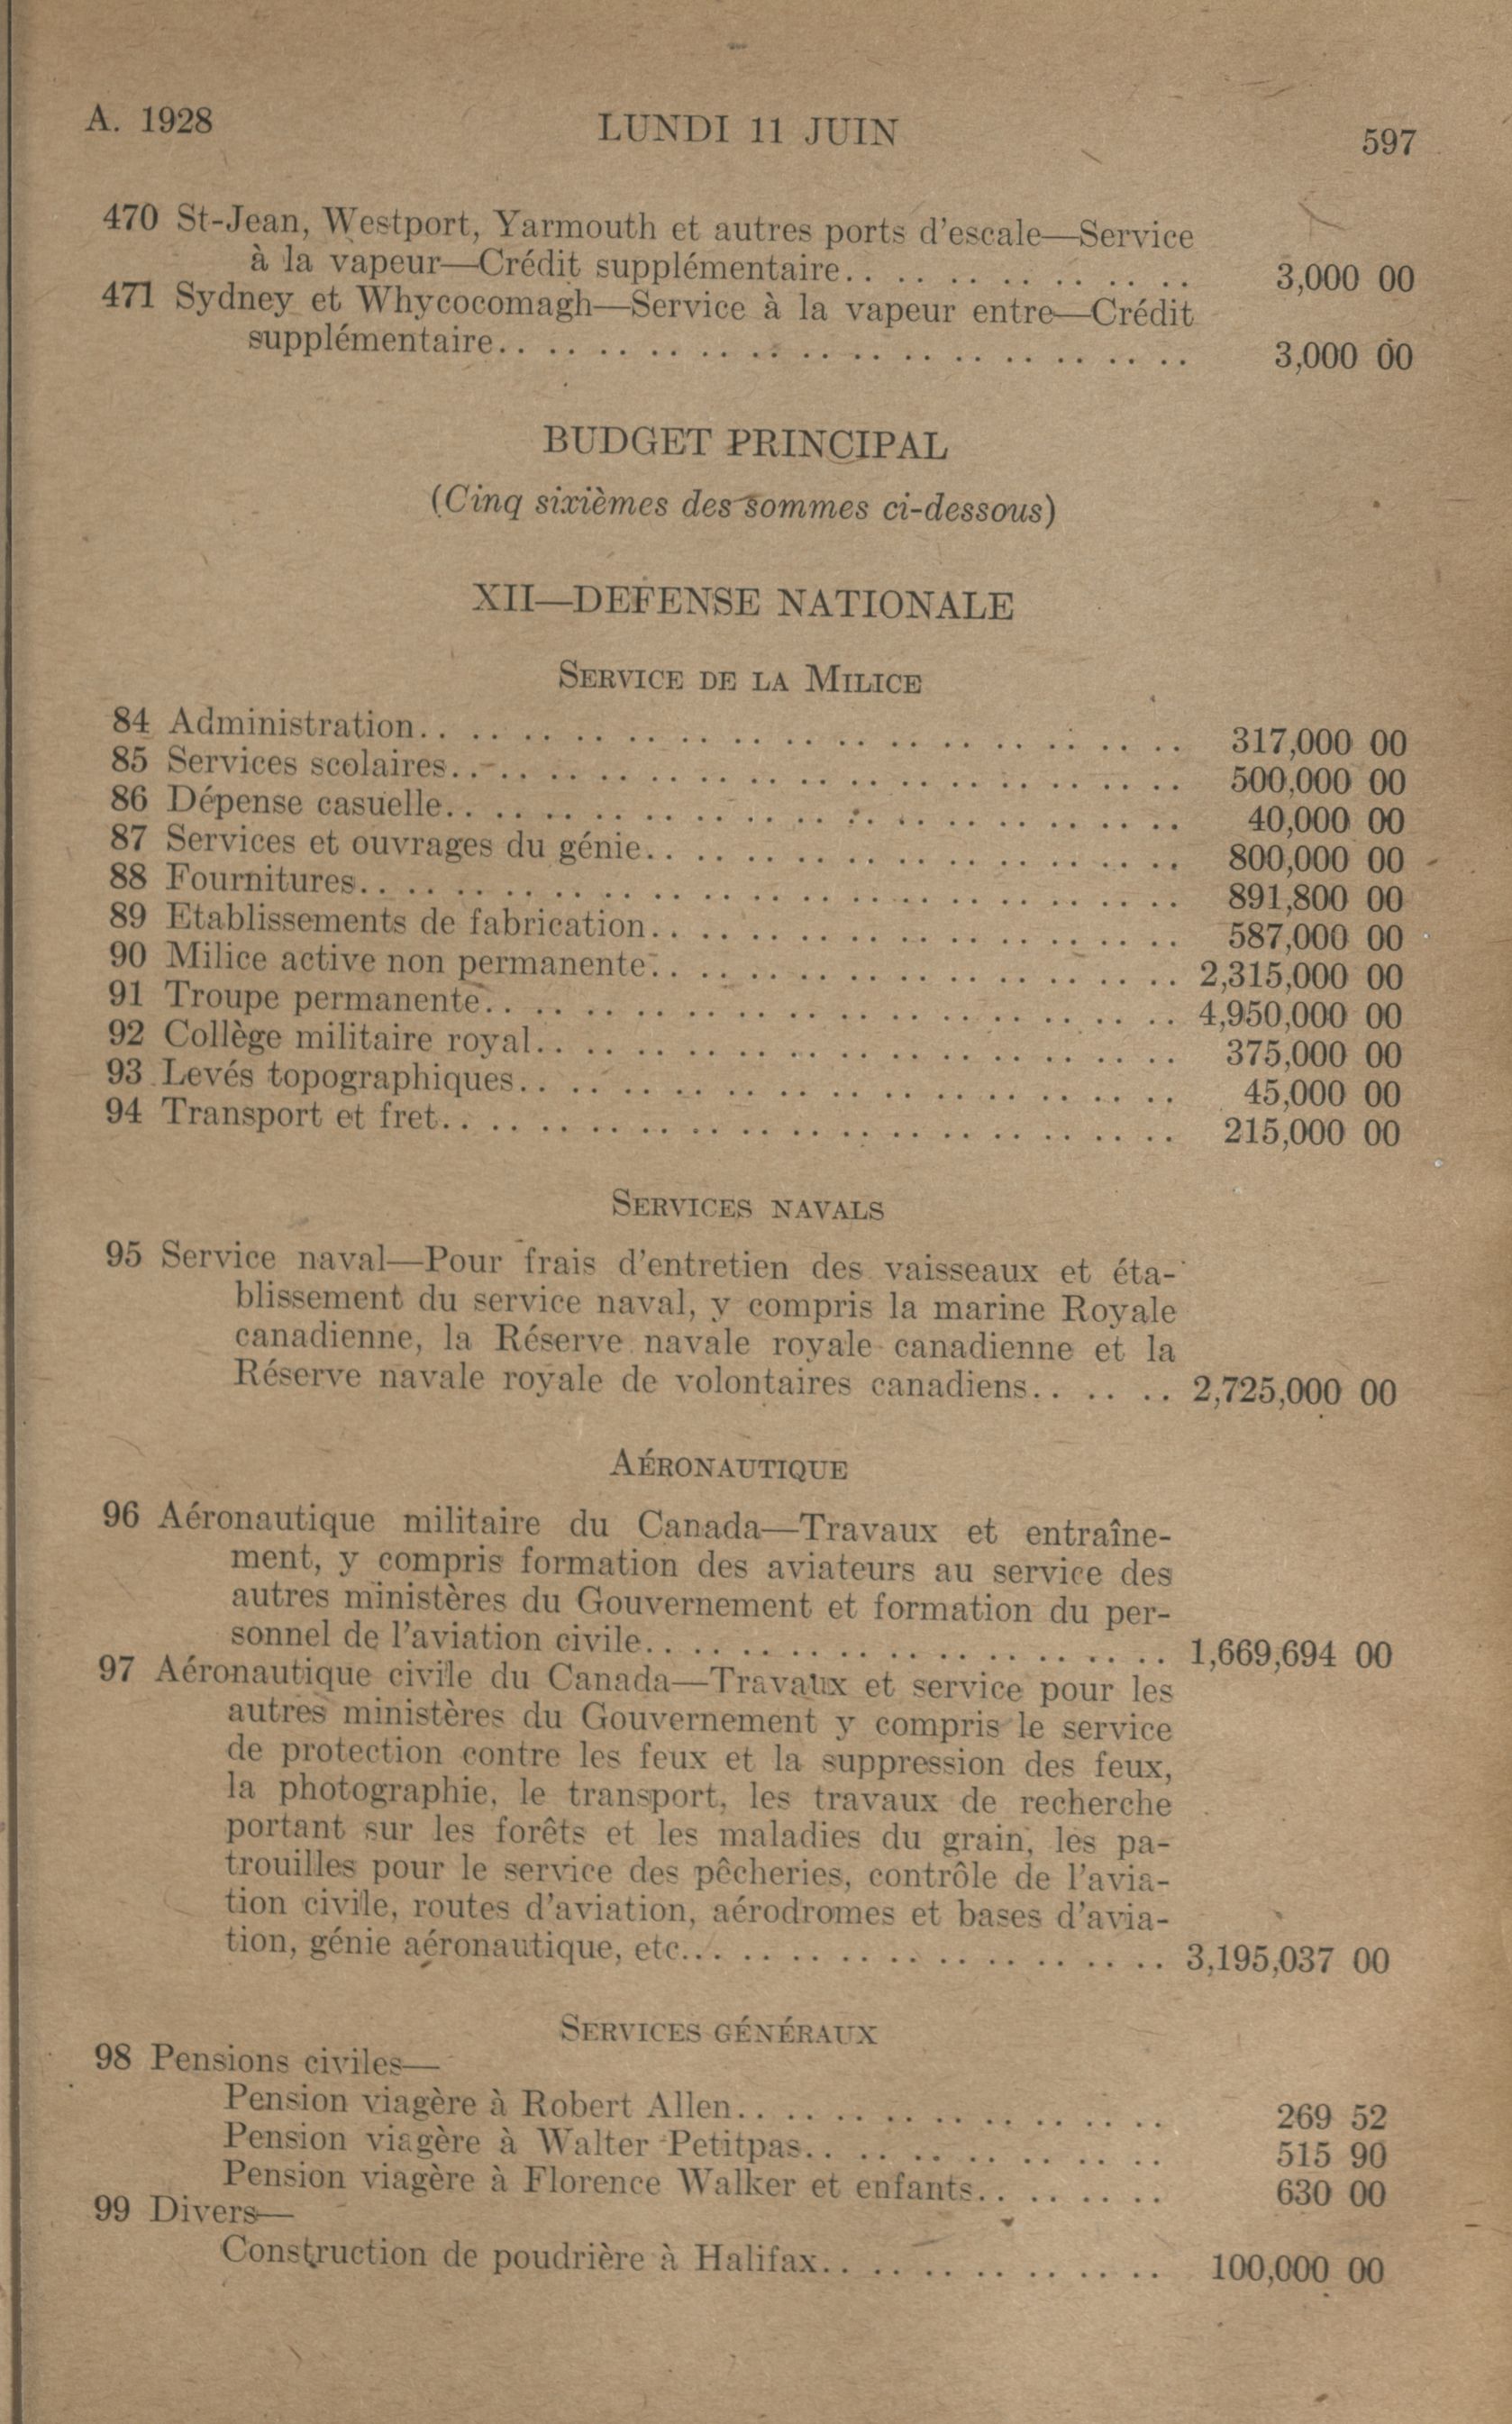 A. 1928 LUNDI 11 JUIN 597
470 St-Jean, Westport, Yarmouth et autres ports d'escale—Service
à la vapeur—Crédit supplémentaire.. .. .. .. .. .. .. 3,000 00
471 Sydney et Whycocomagh—Service à la vapeur entre—Crédit
supplémentaire.. .. .. .. .. .. .. .. .. .. .. .. .. .. 3,000 00
BUDGET PRINCIPAL
(Cinq sixièmes des sommes ci-dessous)
XII—DEFENSE NATIONALE
SERVICE DE LA MILICE
84 Administration.. .. .. .. .. .. .. .. .. .. .. .. .. .. .. 317,000 00
85 Services scolaires.. .. .. .. .. .. .. .. .. .. .. .. .. .. 500,000 00
86 Dépense casuelle.. .. .. .. .. .. .. .. .. .. .. .. .. .. .. 40,000 00
87 Services et ouvrages du génie.. .. .. .. .. .. .. .. .. .. .. 800,000 00
88 Fournitures.. .. .. .. .. .. .. .. .. .. .. .. .. .. .. .. 891,800 00
89 Etablissements de fabrication.. .. .. .. .. .. .. .. .. .. .. 587,000 00
90 Milice active non permanente.. .. .. .. .. .. .. .. .. .. .. 2,315,000 00
91 Troupe permanente.. .. .. .. .. .. .. .. .. .. .. .. .. .. 4,950,000 00
92 Collège militaire royal.. .. .. .. .. .. .. .. .. .. .. .. .. 375,000 00
93 Levés topographiques.. .. .. .. .. .. .. .. .. .. .. .. .. 45,000 00
94 Transport et fret.. .. .. .. .. .. .. .. .. .. .. .. .. .. .. 215,000 00
SERVICES NAVALS
95 Service naval—Pour frais d'entretien des vaisseaux et éta-
blissement du service naval, y compris la marine Royale
canadienne, la Réserve navale royale canadienne et la
Réserve navale royale de volontaires canadiens.. .. .. 2,725,000 00
AÉRONAUTIQUE
96 Aéronautique militaire du Canada—Travaux et entraîne-
ment, y compris formation des aviateurs au service des
autres ministères du Gouvernement et formation du per-
sonnel de l'aviation civile.. .. .. .. .. .. .. .. .. .. .. 1,669,694 00
97 Aéronautique civile du Canada—Travaux et service pour les
autres ministères du Gouvernement y compris le service
de protection contre les feux et la suppression des feux,
la photographie, le transport, les travaux de recherche
portant sur les forêts et les maladies du grain, les pa-
trouilles pour le service des pêcheries, contrôle de l'avia-
tion civile, routes d'aviation, aérodromes et bases d'avia-
tion, génie aéronautique, etc... .. .. .. .. .. .. .. .. .. 3,195,037 00
SERVICES GÉNÉRAUX
98 Pensions civiles—
Pension viagère à Robert Allen.. .. .. .. .. .. .. .. .. 269 52
Pension viagère à Walter Petitpas.. .. .. .. .. .. .. .. 515 90
Pension viagère à Florence Walker et enfants.. .. .. .. 630 00
99 Divers—
Construction de poudrière à Halifax.. .. .. .. .. .. .. 100,000 00